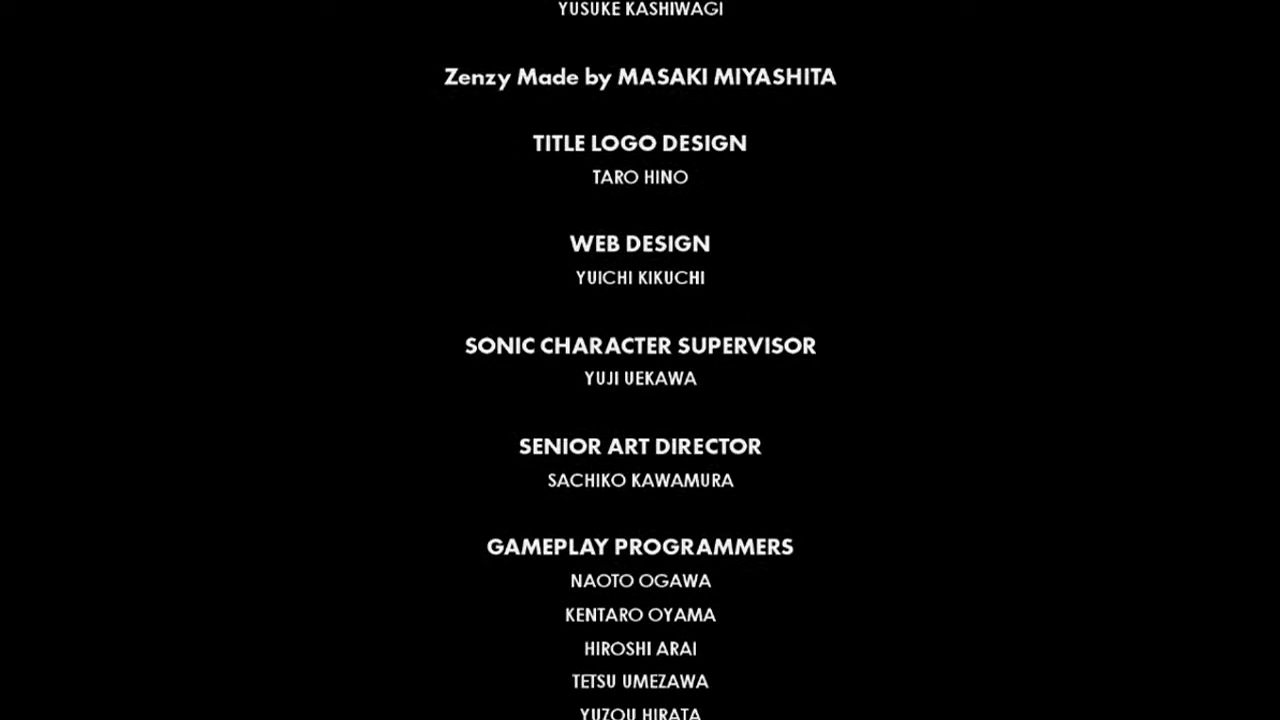 YUSUKE KASHIWAGI
Zenzy Made by MASAKI MIYASHITA
TITLE LOGO DESIGN
TARO HINO
WEB DESIGN
YUICHI KIKUCHI
SONIC CHARACTER SUPERVISOR
YUJI UEKAWA
SENIOR ART DIRECTOR
SACHIKO KAWAMURA
GAMEPLAY PROGRAMMERS
NAOTO OGAWA
KENTARO OYAMA
HIROSHI ARAI
TETSU UMEZAWA
YUZOU HIRATA